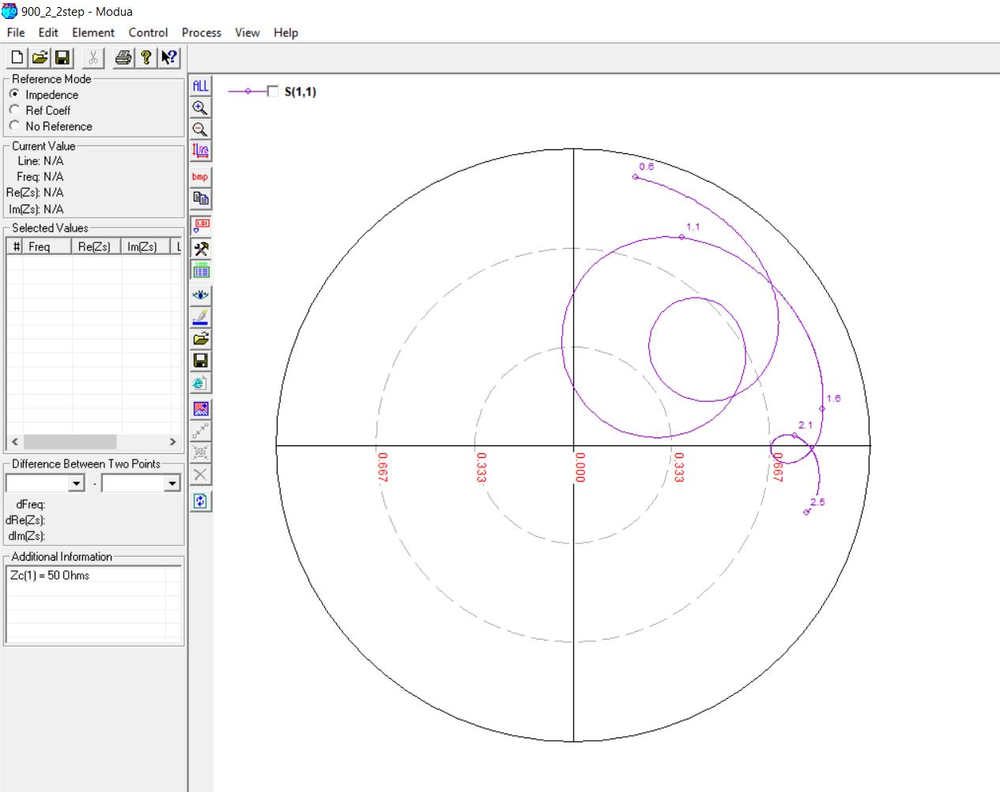 900_2_2step - Modua
File Edit Element Control Process View Help
Reference Mode
Impedence
Ref Coeff
No Reference
Current Value
Line: N/A
Freq: N/A
Re(Zs): N/A
Im(Zs): N/A
Selected Values
# Freq Re(Zs) Im(Zs) L
Difference Between Two Points
-
dFreq:
dRe(Zs):
dIm(Zs):
Additional Information
Zc(1) = 50 Ohms
ALL
bmp
1.01
S(1,1)
0.6
1.1
1.6
2.1
0.667 0.333 0.000 0.333 0.667
2.5